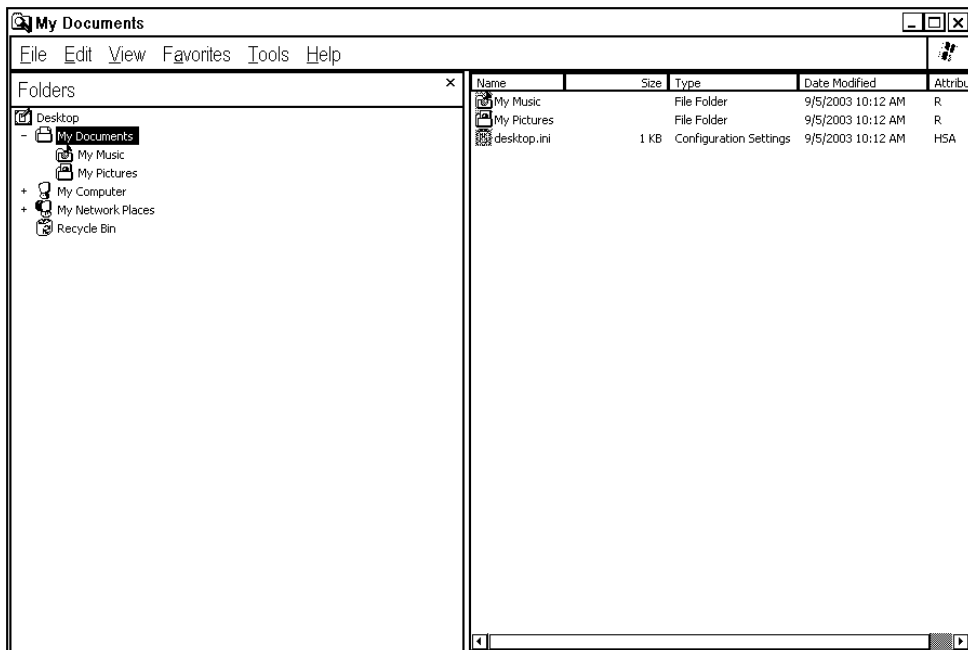 My Documents
File Edit View Favorites Tools Help
Folders
Desktop
My Documents
My Music
My Pictures
My Computer
My Network Places
Recycle Bin
Name Size Type Date Modified Attribu
My Music File Folder 9/5/2003 10:12 AM R
My Pictures File Folder 9/5/2003 10:12 AM R
desktop.ini 1 KB Configuration Settings 9/5/2003 10:12 AM HSA